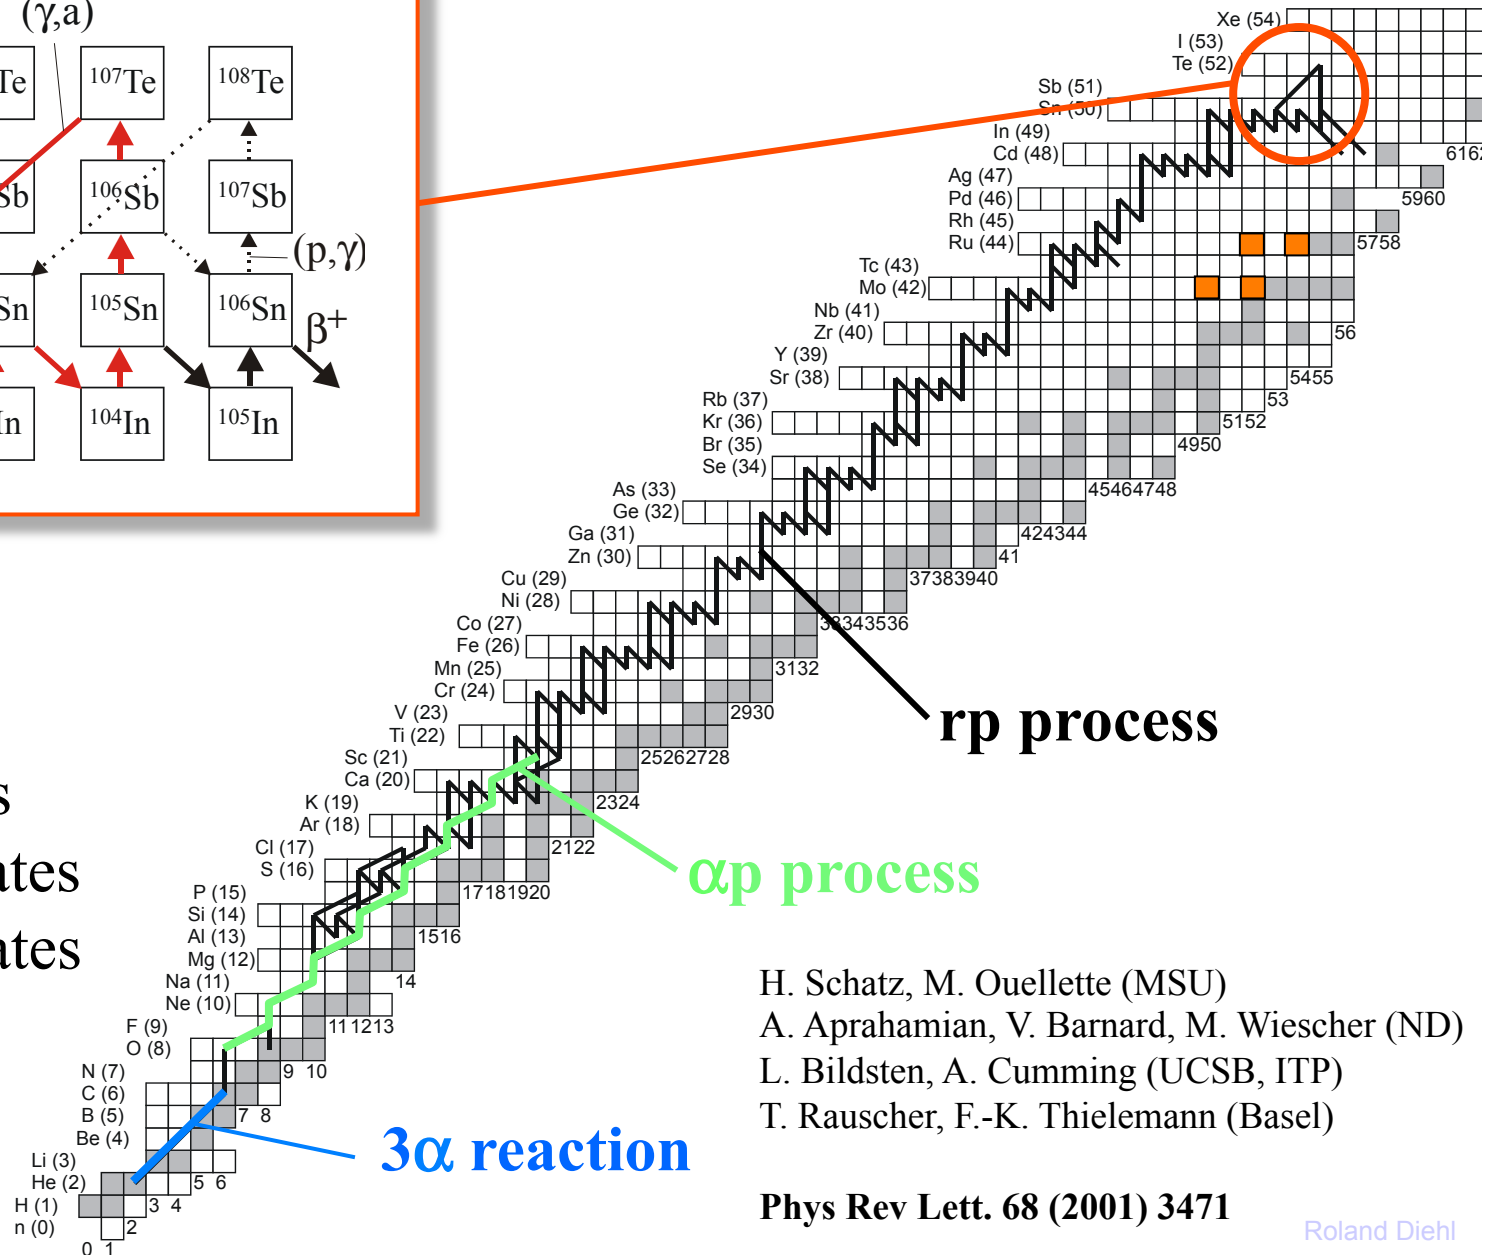 (γ,a)
Te
107Te
108Te
Sb
106Sb
107Sb
(p,γ)
Sn
105Sn
106Sn
β+
In
104In
105In
Xe (54)
I (53)
Te (52)
Sb (51)
Sn (50)
In (49)
Cd (48)
6162
Ag (47)
Pd (46)
5960
Rh (45)
Ru (44)
5758
Tc (43)
Mo (42)
Nb (41)
Zr (40)
56
Y (39)
Sr (38)
5455
Rb (37)
53
Kr (36)
5152
Br (35)
4950
Se (34)
As (33)
45464748
Ge (32)
Ga (31)
424344
Zn (30)
41
Cu (29)
37383940
Ni (28)
Co (27)
33343536
Fe (26)
Mn (25)
3132
Cr (24)
V (23)
2930
rp process
Ti (22)
Sc (21)
25262728
Ca (20)
K (19)
2324
Ar (18)
Cl (17)
2122
S (16)
αp process
P (15)
17181920
Si (14)
Al (13)
1516
Mg (12)
Na (11)
14
Ne (10)
F (9)
111213
O (8)
N (7)
9 10
C (6)
B (5)
7 8
Be (4)
3α reaction
Li (3)
He (2)
5 6
H (1)
3 4
n (0)
2
0 1
s
ates
ates
H. Schatz, M. Ouellette (MSU)
A. Aprahamian, V. Barnard, M. Wiescher (ND)
L. Bildsten, A. Cumming (UCSB, ITP)
T. Rauscher, F.-K. Thielemann (Basel)
Phys Rev Lett. 68 (2001) 3471
Roland Diehl